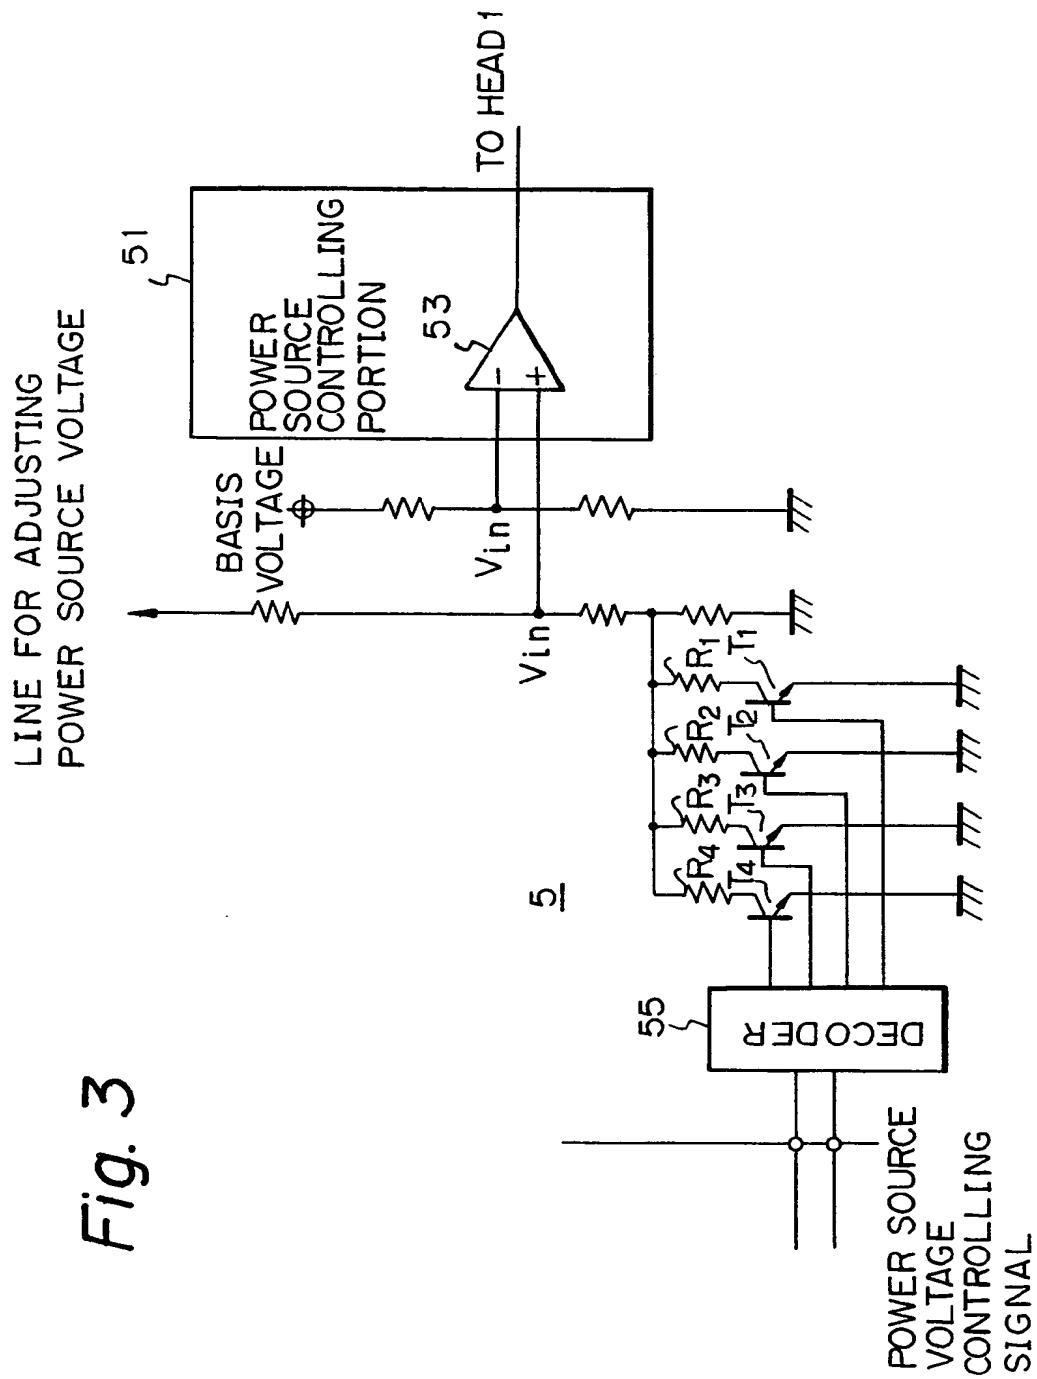 Fig. 3
LINE FOR ADJUSTING
POWER SOURCE VOLTAGE
51
BASIS
VOLTAGE
POWER
SOURCE
CONTROLLING
PORTION
53
−
+
TO HEAD 1
Vin
Vin
5
R1
R2
R3
R4
T1
T2
T3
T4
55
DECODER
POWER SOURCE
VOLTAGE
CONTROLLING
SIGNAL